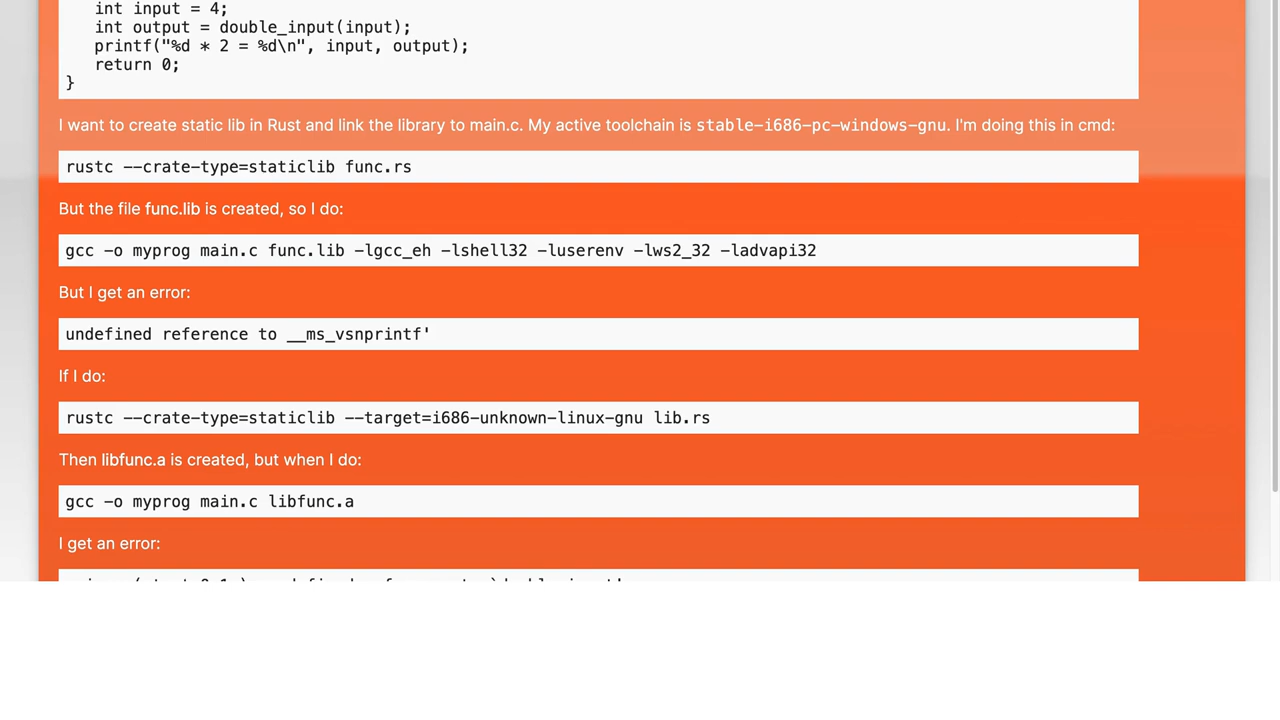 int input = 4;
int output = double_input(input);
printf("%d * 2 = %d\n", input, output);
return 0;
}
I want to create static lib in Rust and link the library to main.c. My active toolchain is stable-i686-pc-windows-gnu. I'm doing this in cmd:
rustc --crate-type=staticlib func.rs
But the file func.lib is created, so I do:
gcc -o myprog main.c func.lib -lgcc_eh -lshell32 -luserenv -lws2_32 -ladvapi32
But I get an error:
undefined reference to __ms_vsnprintf'
If I do:
rustc --crate-type=staticlib --target=i686-unknown-linux-gnu lib.rs
Then libfunc.a is created, but when I do:
gcc -o myprog main.c libfunc.a
I get an error: